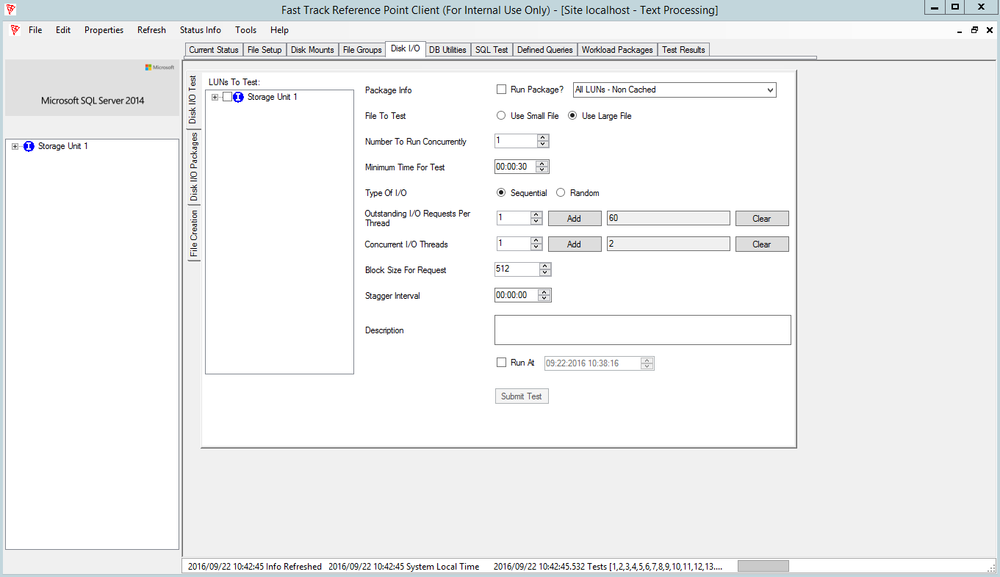 Fast Track Reference Point Client (For Internal Use Only) - [Site localhost - Text Processing]
File Edit Properties Refresh Status Info Tools Help
Current Status File Setup Disk Mounts File Groups Disk I/O DB Utilities SQL Test Defined Queries Workload Packages Test Results
Microsoft
Microsoft SQL Server 2014
Storage Unit 1
Disk I/O Test
Disk I/O Packages
File Creation
LUNs To Test:
Storage Unit 1
Package Info Run Package? All LUNs - Non Cached
File To Test Use Small File Use Large File
Number To Run Concurrently 1
Minimum Time For Test 00:00:30
Type Of I/O Sequential Random
Outstanding I/O Requests Per
Thread 1 Add 60 Clear
Concurrent I/O Threads 1 Add 2 Clear
Block Size For Request 512
Stagger Interval 00:00:00
Description
Run At 09:22:2016 10:38:16
Submit Test
2016/09/22 10:42:45 Info Refreshed 2016/09/22 10:42:45 System Local Time 2016/09/22 10:42:45.532 Tests [1,2,3,4,5,6,7,8,9,10,11,12,13....